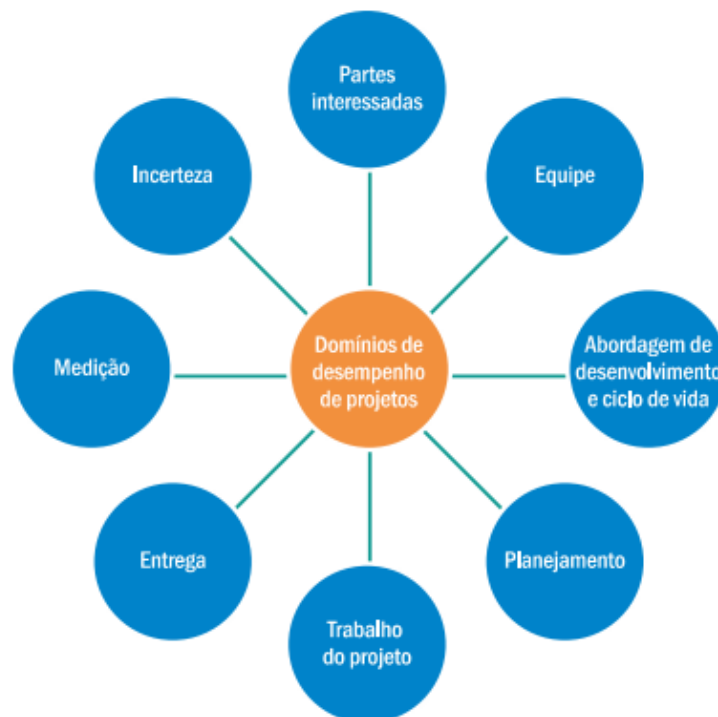 Partes
interessadas
Incerteza
Equipe
Domínios de
desempenho
de projetos
Abordagem de
desenvolvimento
e ciclo de vida
Medição
Entrega
Planejamento
Trabalho
do projeto